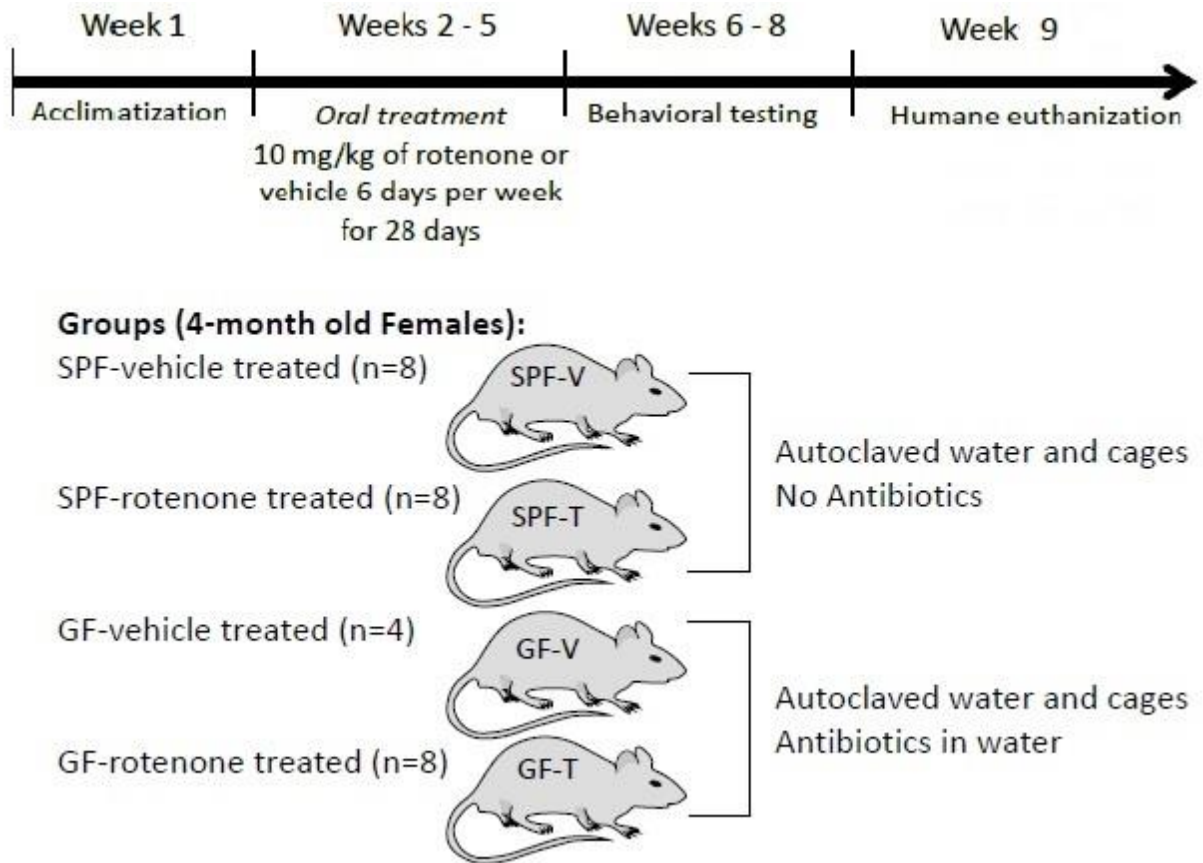 Week 1
Weeks 2 - 5
Weeks 6 - 8
Week 9
Acclimatization
Oral treatment
10 mg/kg of rotenone or
vehicle 6 days per week
for 28 days
Behavioral testing
Humane euthanization
Groups (4-month old Females):
SPF-vehicle treated (n=8)
SPF-V
SPF-rotenone treated (n=8)
SPF-T
Autoclaved water and cages
No Antibiotics
GF-vehicle treated (n=4)
GF-V
GF-rotenone treated (n=8)
GF-T
Autoclaved water and cages
Antibiotics in water